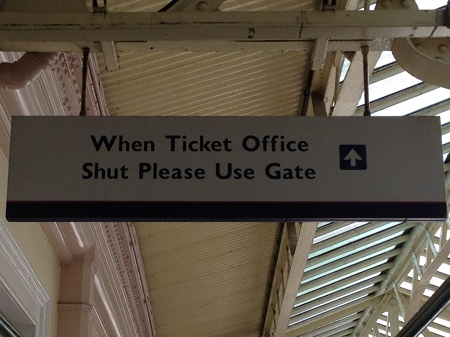 When Ticket Office
Shut Please Use Gate